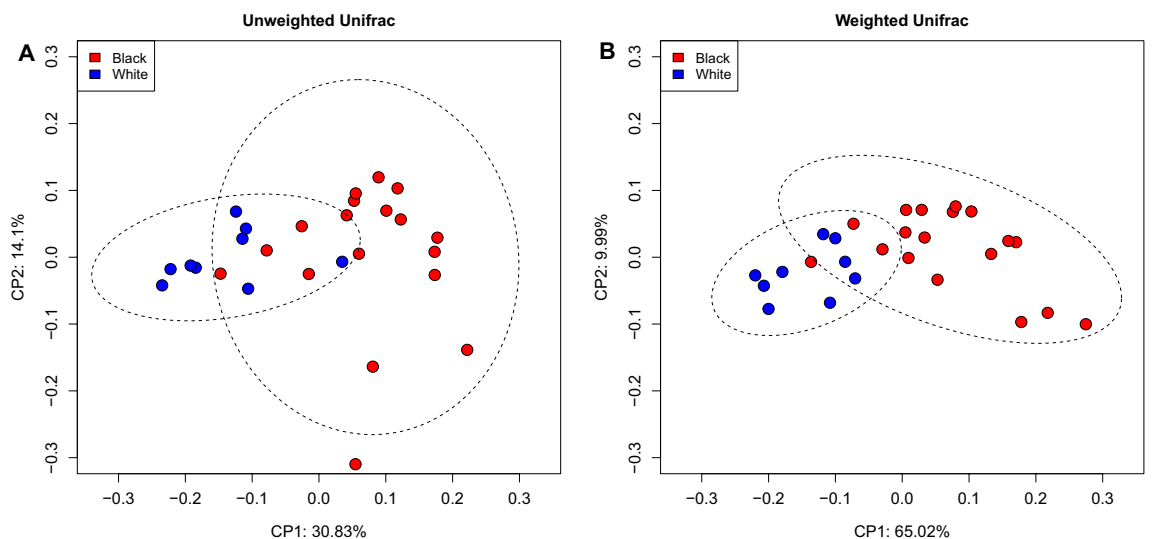 Unweighted Unifrac
A
Black
White
CP2: 14.1%
0.3
0.2
0.1
0.0
−0.1
−0.2
−0.3
−0.3 −0.2 −0.1 0.0 0.1 0.2 0.3
CP1: 30.83%
Weighted Unifrac
B
Black
White
CP2: 9.99%
0.3
0.2
0.1
0.0
−0.1
−0.2
−0.3
−0.3 −0.2 −0.1 0.0 0.1 0.2 0.3
CP1: 65.02%